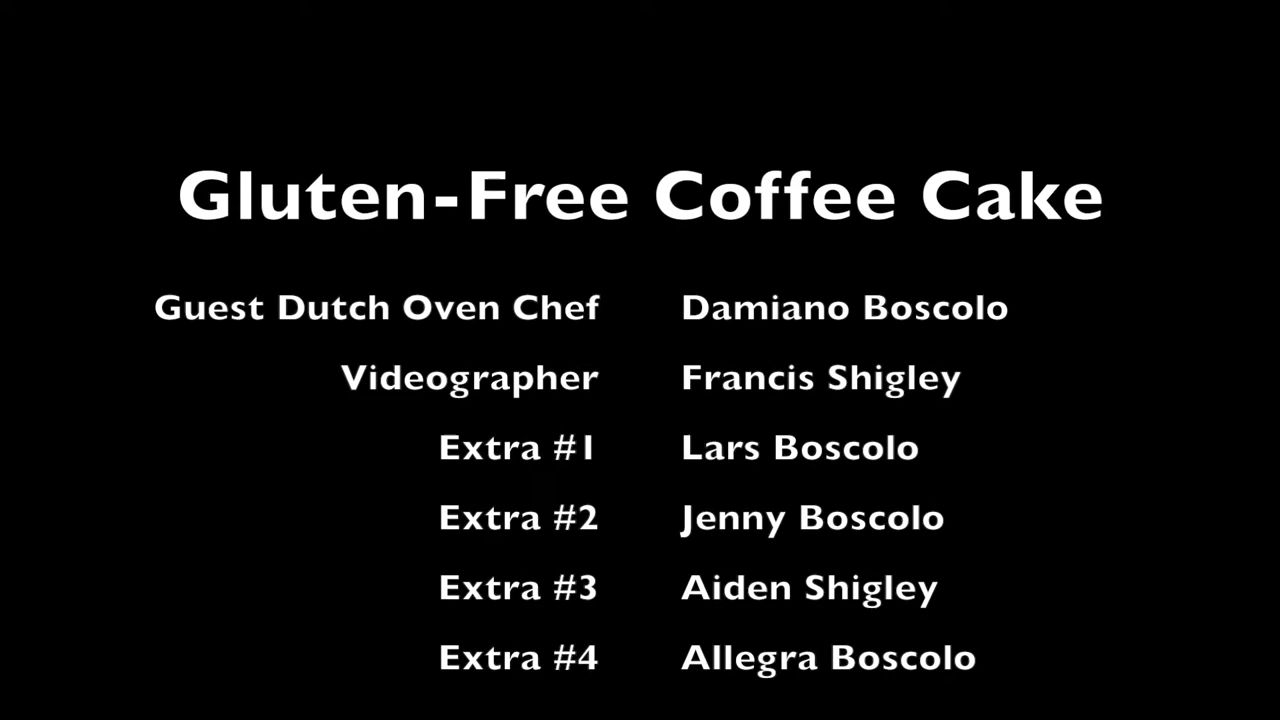 Gluten-Free Coffee Cake
Guest Dutch Oven Chef Damiano Boscolo
Videographer Francis Shigley
Extra #1 Lars Boscolo
Extra #2 Jenny Boscolo
Extra #3 Aiden Shigley
Extra #4 Allegra Boscolo